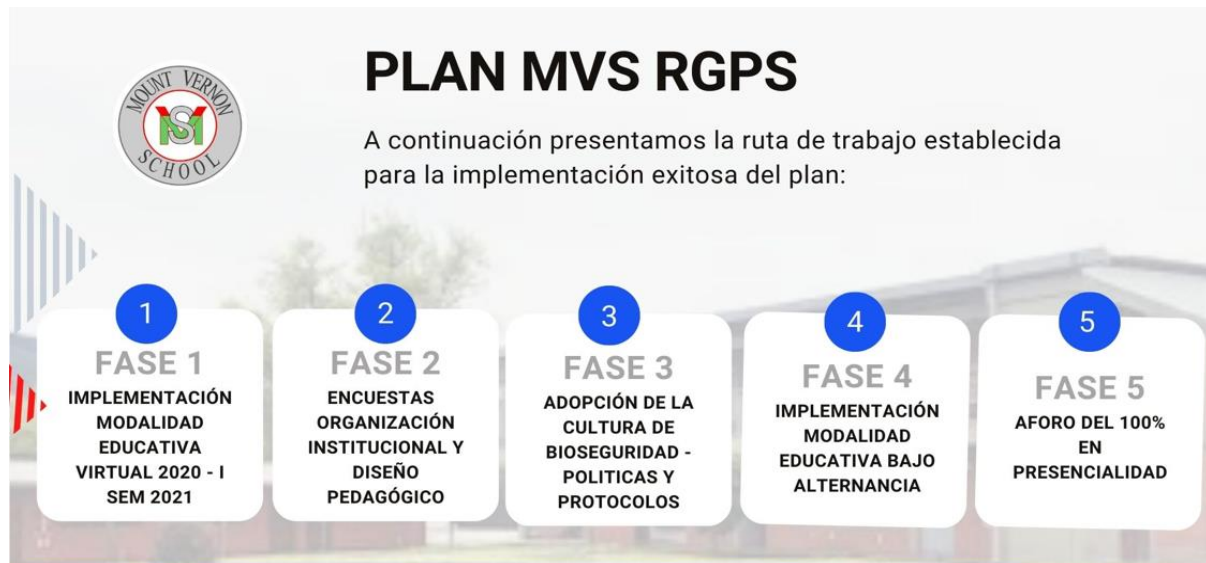 MOUNT VERNON
SCHOOL
PLAN MVS RGPS
A continuación presentamos la ruta de trabajo establecida
para la implementación exitosa del plan:
1
FASE 1
IMPLEMENTACIÓN
MODALIDAD
EDUCATIVA
VIRTUAL 2020 - I
SEM 2021
2
FASE 2
ENCUESTAS
ORGANIZACIÓN
INSTITUCIONAL Y
DISEÑO
PEDAGÓGICO
3
FASE 3
ADOPCIÓN DE LA
CULTURA DE
BIOSEGURIDAD -
POLITICAS Y
PROTOCOLOS
4
FASE 4
IMPLEMENTACIÓN
MODALIDAD
EDUCATIVA BAJO
ALTERNANCIA
5
FASE 5
AFORO DEL 100%
EN
PRESENCIALIDAD